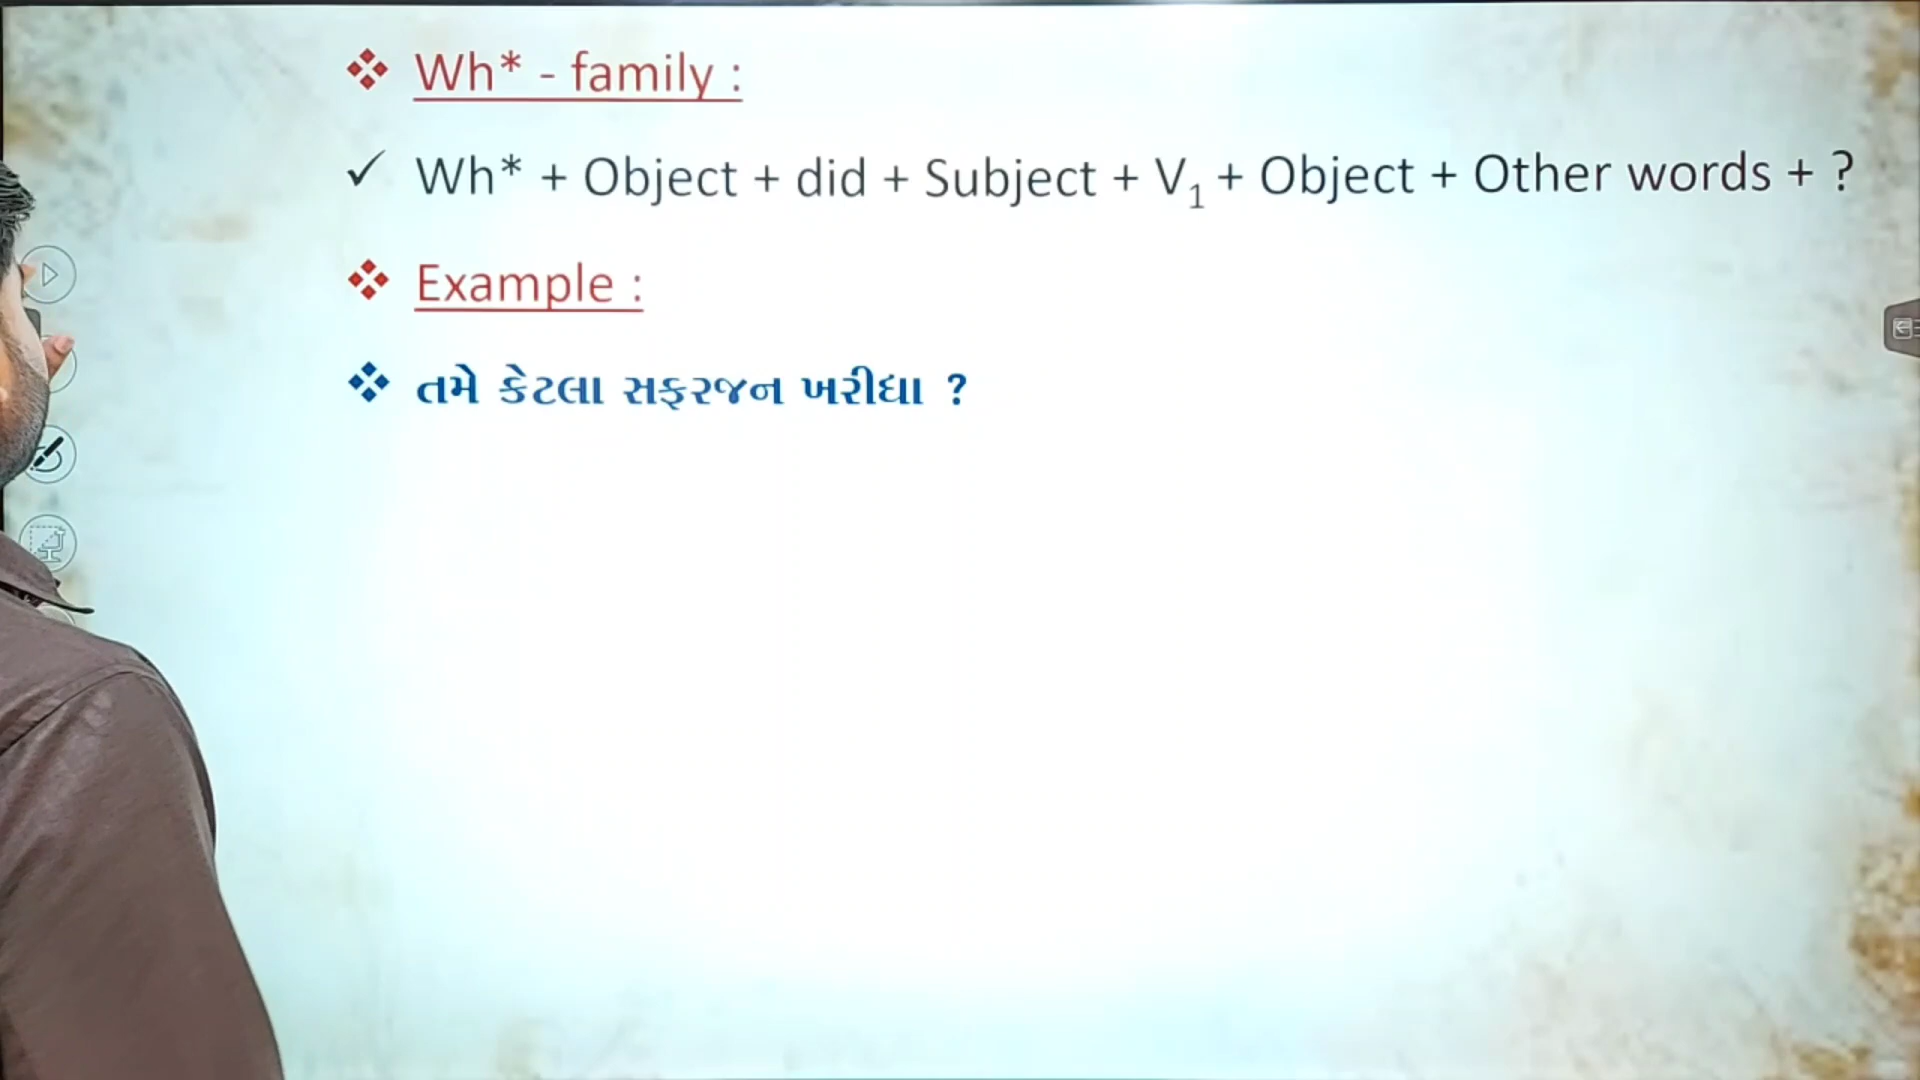 ❖ Wh* - family :
✓ Wh* + Object + did + Subject + V₁ + Object + Other words + ?
❖ Example :
❖ તમે કેટલા સફરજન ખરીધા ?